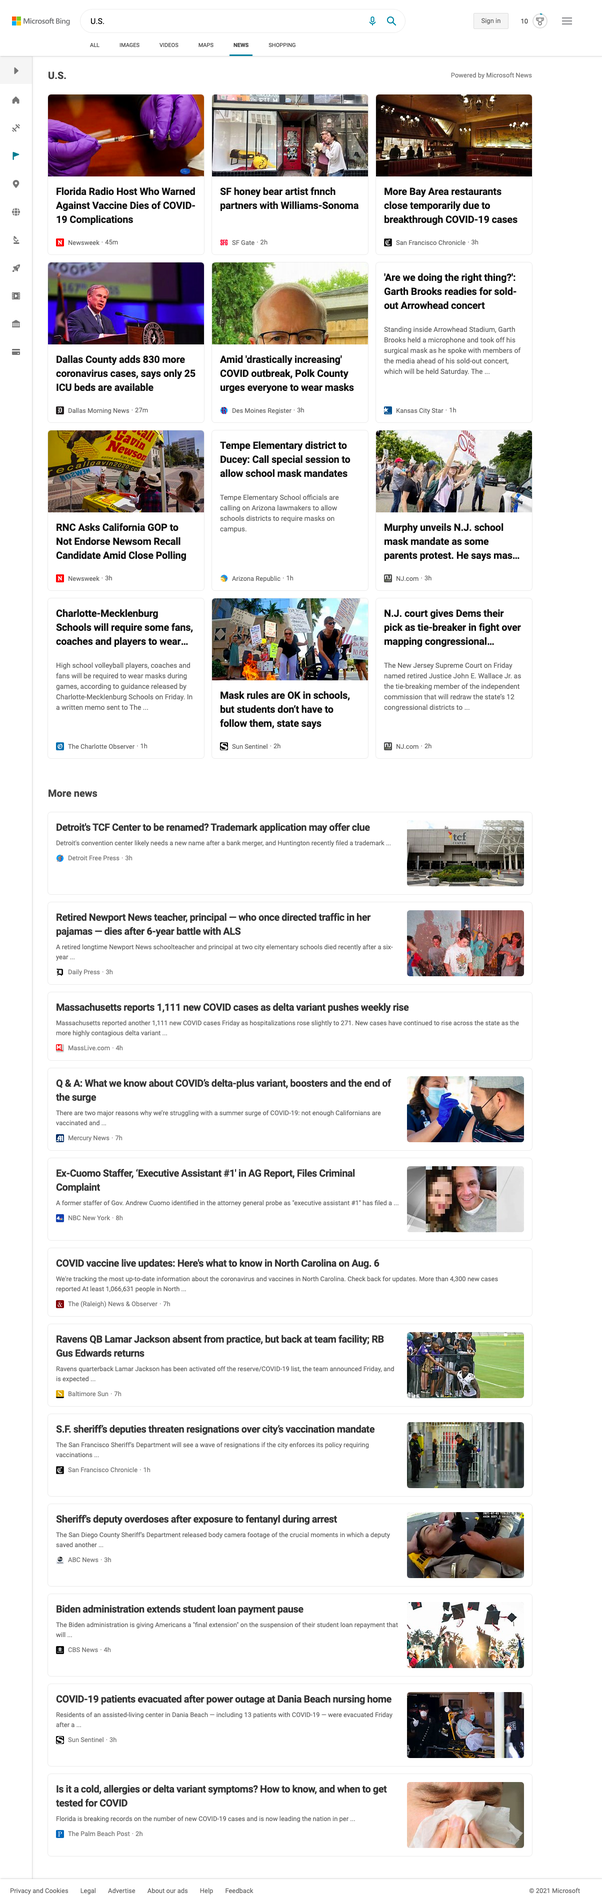 Microsoft Bing
U.S.
Sign in
10
ALL
IMAGES
VIDEOS
MAPS
NEWS
SHOPPING
U.S.
Powered by Microsoft News
Florida Radio Host Who Warned
Against Vaccine Dies of COVID-
19 Complications
Newsweek · 45m
SF honey bear artist fnnch
partners with Williams-Sonoma
SF Gate · 2h
More Bay Area restaurants
close temporarily due to
breakthrough COVID-19 cases
San Francisco Chronicle · 3h
Dallas County adds 830 more
coronavirus cases, says only 25
ICU beds are available
Dallas Morning News · 27m
Amid 'drastically increasing'
COVID outbreak, Polk County
urges everyone to wear masks
Des Moines Register · 3h
'Are we doing the right thing?':
Garth Brooks readies for sold-
out Arrowhead concert
Standing inside Arrowhead Stadium, Garth
Brooks held a microphone and took off his
surgical mask as he spoke with members of
the media ahead of his sold-out concert,
which will be held Saturday. The ...
Kansas City Star · 1h
RNC Asks California GOP to
Not Endorse Newsom Recall
Candidate Amid Close Polling
Newsweek · 3h
Tempe Elementary district to
Ducey: Call special session to
allow school mask mandates
Tempe Elementary School officials are
calling on Arizona lawmakers to allow
schools districts to require masks on
campus.
Arizona Republic · 1h
Murphy unveils N.J. school
mask mandate as some
parents protest. He says mas...
NJ.com · 3h
Charlotte-Mecklenburg
Schools will require some fans,
coaches and players to wear...
High school volleyball players, coaches and
fans will be required to wear masks during
games, according to guidance released by
Charlotte-Mecklenburg Schools on Friday. In
a written memo sent to The ...
The Charlotte Observer · 1h
Mask rules are OK in schools,
but students don't have to
follow them, state says
Sun Sentinel · 2h
N.J. court gives Dems their
pick as tie-breaker in fight over
mapping congressional...
The New Jersey Supreme Court on Friday
named retired Justice John E. Wallace Jr. as
the tie-breaking member of the independent
commission that will redraw the state's 12
congressional districts to ...
NJ.com · 2h
More news
Detroit's TCF Center to be renamed? Trademark application may offer clue
Detroit's convention center likely needs a new name after a bank merger, and Huntington recently filed a trademark ...
Detroit Free Press · 3h
tcf
Retired Newport News teacher, principal — who once directed traffic in her
pajamas — dies after 6-year battle with ALS
A retired longtime Newport News schoolteacher and principal at two city elementary schools died recently after a six-
year ...
Daily Press · 3h
Massachusetts reports 1,111 new COVID cases as delta variant pushes weekly rise
Massachusetts reported another 1,111 new COVID cases Friday as hospitalizations rose slightly to 271. New cases have continued to rise across the state as the
more highly contagious delta variant ...
MassLive.com · 4h
Q & A: What we know about COVID's delta-plus variant, boosters and the end of
the surge
There are two major reasons why we're struggling with a summer surge of COVID-19: not enough Californians are
vaccinated and ...
Mercury News · 7h
Ex-Cuomo Staffer, 'Executive Assistant #1' in AG Report, Files Criminal
Complaint
A former staffer of Gov. Andrew Cuomo identified in the attorney general probe as "executive assistant #1" has filed a ...
NBC New York · 8h
COVID vaccine live updates: Here's what to know in North Carolina on Aug. 6
We're tracking the most up-to-date information about the coronavirus and vaccines in North Carolina. Check back for updates. More than 4,300 new cases
reported At least 1,066,631 people in North ...
The (Raleigh) News & Observer · 7h
Ravens QB Lamar Jackson absent from practice, but back at team facility; RB
Gus Edwards returns
Ravens quarterback Lamar Jackson has been activated off the reserve/COVID-19 list, the team announced Friday, and
is expected ...
Baltimore Sun · 7h
S.F. sheriff's deputies threaten resignations over city's vaccination mandate
The San Francisco Sheriff's Department will see a wave of resignations if the city enforces its policy requiring
vaccinations ...
San Francisco Chronicle · 1h
Sheriff's deputy overdoses after exposure to fentanyl during arrest
The San Diego County Sheriff's Department released body camera footage of the crucial moments in which a deputy
saved another ...
ABC News · 3h
Biden administration extends student loan payment pause
The Biden administration is giving Americans a "final extension" on the suspension of their student loan repayment that
will ...
CBS News · 4h
COVID-19 patients evacuated after power outage at Dania Beach nursing home
Residents of an assisted-living center in Dania Beach — including 13 patients with COVID-19 — were evacuated Friday
after a ...
Sun Sentinel · 3h
Is it a cold, allergies or delta variant symptoms? How to know, and when to get
tested for COVID
Florida is breaking records on the number of new COVID-19 cases and is now leading the nation in per ...
The Palm Beach Post · 2h
Privacy and Cookies
Legal
Advertise
About our ads
Help
Feedback
© 2021 Microsoft